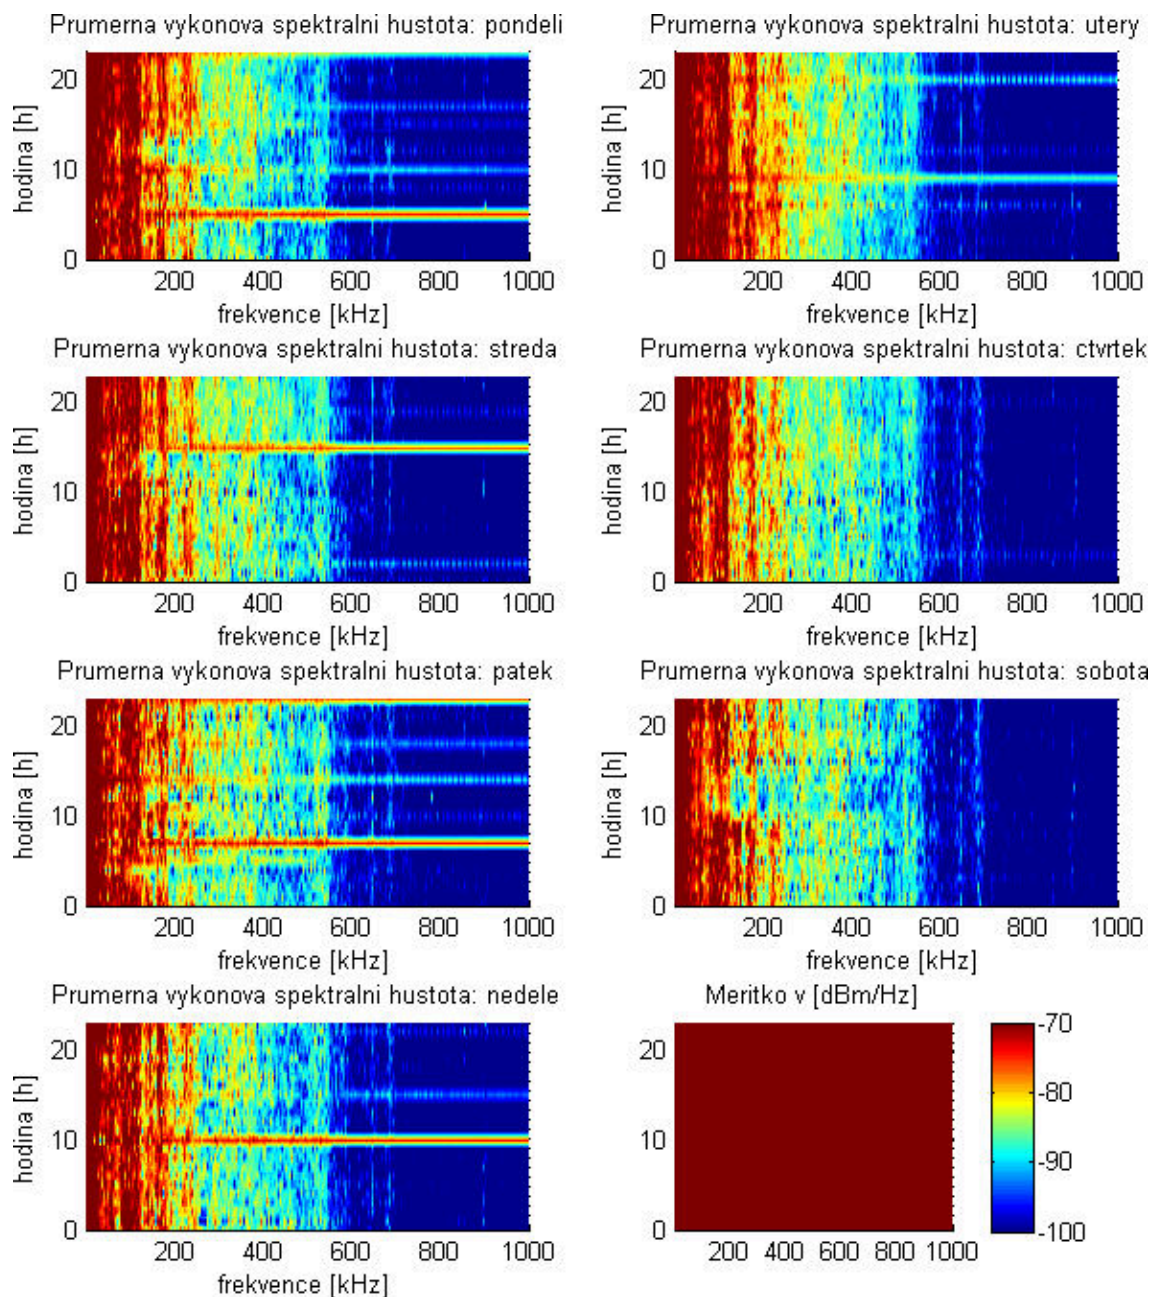 Prumerna vykonova spektralni hustota: pondeli
20
10
0
hodina [h]
200 400 600 800 1000
frekvence [kHz]
Prumerna vykonova spektralni hustota: utery
20
10
0
hodina [h]
200 400 600 800 1000
frekvence [kHz]
Prumerna vykonova spektralni hustota: streda
20
10
0
hodina [h]
200 400 600 800 1000
frekvence [kHz]
Prumerna vykonova spektralni hustota: ctvrtek
20
10
0
hodina [h]
200 400 600 800 1000
frekvence [kHz]
Prumerna vykonova spektralni hustota: patek
20
10
0
hodina [h]
200 400 600 800 1000
frekvence [kHz]
Prumerna vykonova spektralni hustota: sobota
20
10
0
hodina [h]
200 400 600 800 1000
frekvence [kHz]
Prumerna vykonova spektralni hustota: nedele
20
10
0
hodina [h]
200 400 600 800 1000
frekvence [kHz]
Meritko v [dBm/Hz]
20
10
0
200 400 600 800 1000
-70
-80
-90
-100